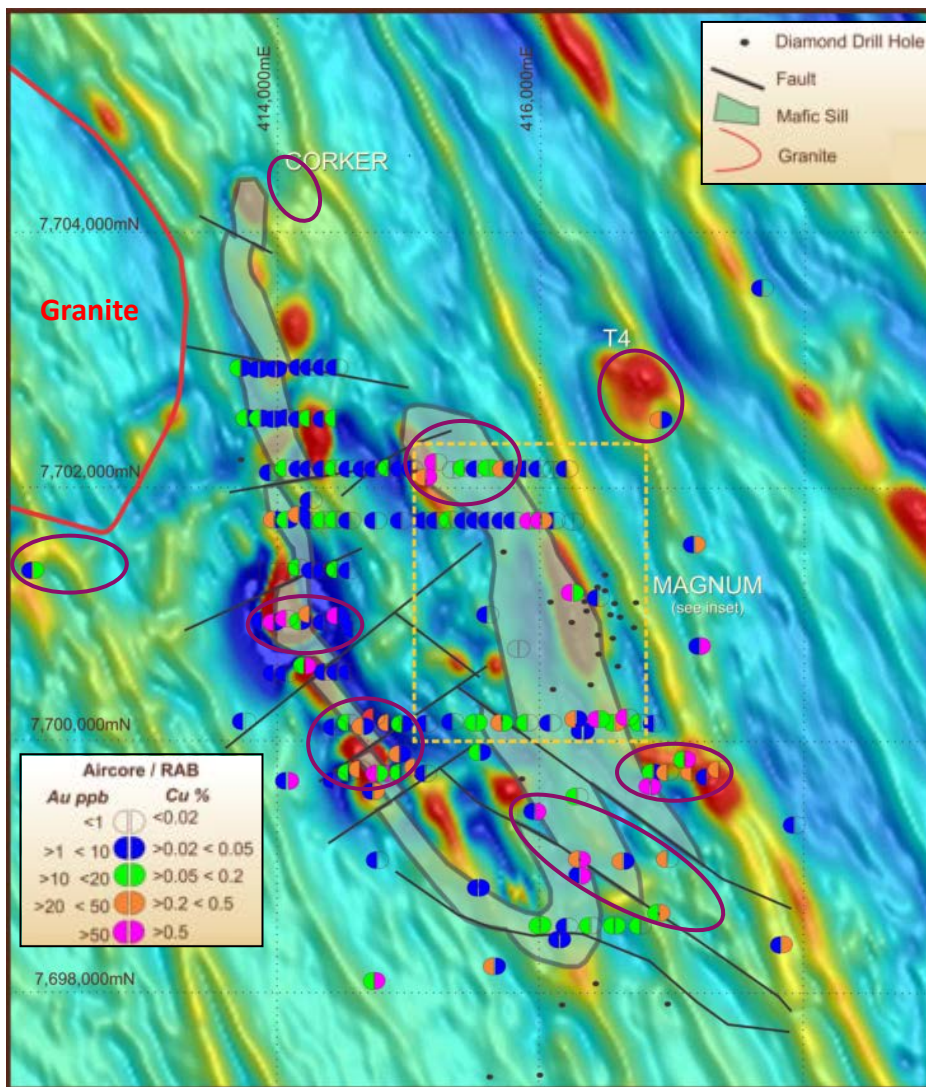 414,000mE
416,000mE
Diamond Drill Hole
Fault
Mafic Sill
Granite
CORKER
7,704,000mN
Granite
T4
7,702,000mN
MAGNUM
(see inset)
7,700,000mN
Aircore / RAB
Au ppb Cu %
<1 <0.02
>1 < 10 >0.02 < 0.05
>10 <20 >0.05 < 0.2
>20 < 50 >0.2 < 0.5
>50 >0.5
7,698,000mN